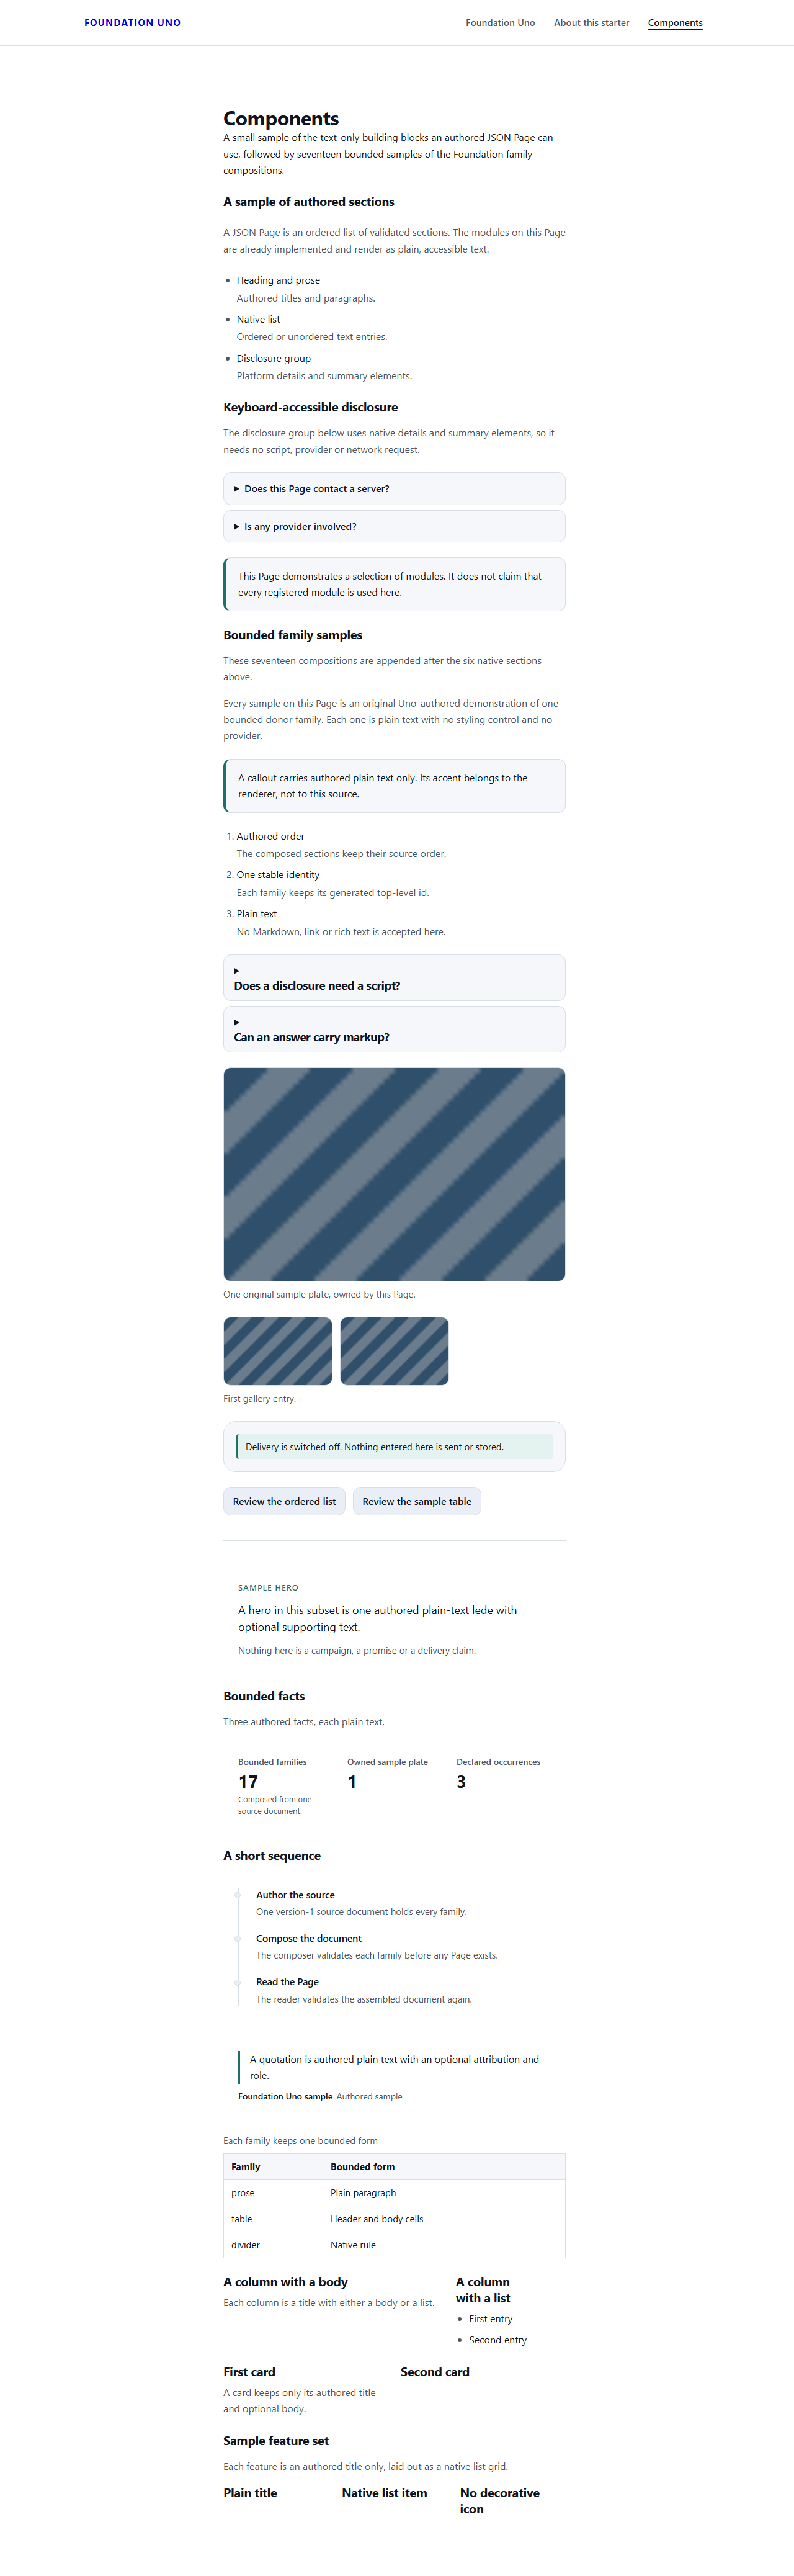 FOUNDATION UNO
Foundation Uno
About this starter
Components
Components
A small sample of the text-only building blocks an authored JSON Page can
use, followed by seventeen bounded samples of the Foundation family
compositions.
A sample of authored sections
A JSON Page is an ordered list of validated sections. The modules on this Page
are already implemented and render as plain, accessible text.
Heading and prose
Authored titles and paragraphs.
Native list
Ordered or unordered text entries.
Disclosure group
Platform details and summary elements.
Keyboard-accessible disclosure
The disclosure group below uses native details and summary elements, so it
needs no script, provider or network request.
Does this Page contact a server?
Is any provider involved?
This Page demonstrates a selection of modules. It does not claim that
every registered module is used here.
Bounded family samples
These seventeen compositions are appended after the six native sections
above.
Every sample on this Page is an original Uno-authored demonstration of one
bounded donor family. Each one is plain text with no styling control and no
provider.
A callout carries authored plain text only. Its accent belongs to the
renderer, not to this source.
1. Authored order
The composed sections keep their source order.
2. One stable identity
Each family keeps its generated top-level id.
3. Plain text
No Markdown, link or rich text is accepted here.
Does a disclosure need a script?
Can an answer carry markup?
One original sample plate, owned by this Page.
First gallery entry.
Delivery is switched off. Nothing entered here is sent or stored.
Review the ordered list
Review the sample table
SAMPLE HERO
A hero in this subset is one authored plain-text lede with
optional supporting text.
Nothing here is a campaign, a promise or a delivery claim.
Bounded facts
Three authored facts, each plain text.
Bounded families
17
Composed from one
source document.
Owned sample plate
1
Declared occurrences
3
A short sequence
Author the source
One version-1 source document holds every family.
Compose the document
The composer validates each family before any Page exists.
Read the Page
The reader validates the assembled document again.
A quotation is authored plain text with an optional attribution and
role.
Foundation Uno sample Authored sample
Each family keeps one bounded form
Family
Bounded form
prose
Plain paragraph
table
Header and body cells
divider
Native rule
A column with a body
Each column is a title with either a body or a list.
A column
with a list
First entry
Second entry
First card
A card keeps only its authored title
and optional body.
Second card
Sample feature set
Each feature is an authored title only, laid out as a native list grid.
Plain title
Native list item
No decorative
icon